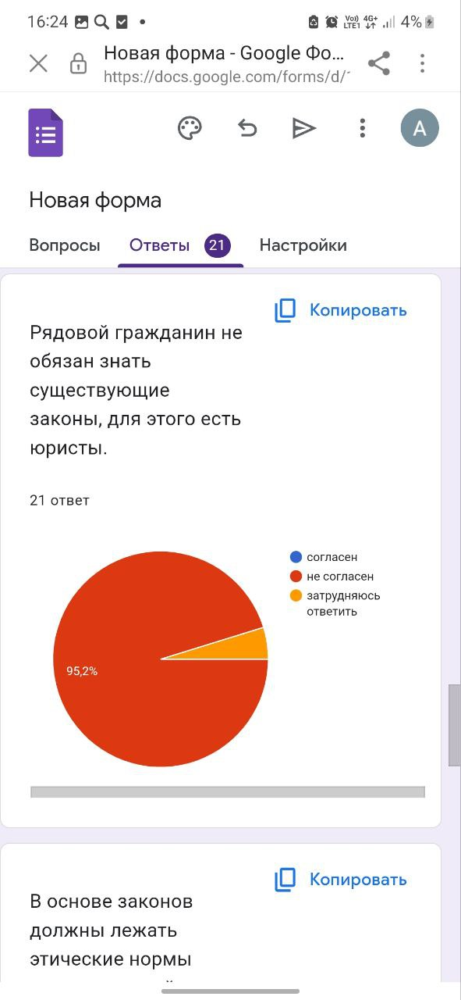 16:24
Vo)) LTE1 4G+ 4%
Новая форма - Google Фо...
https://docs.google.com/forms/d/
A
Новая форма
Вопросы Ответы 21 Настройки
Копировать
Рядовой гражданин не
обязан знать
существующие
законы, для этого есть
юристы.
21 ответ
согласен
не согласен
затрудняюсь
ответить
95,2%
Копировать
В основе законов
должны лежать
этические нормы